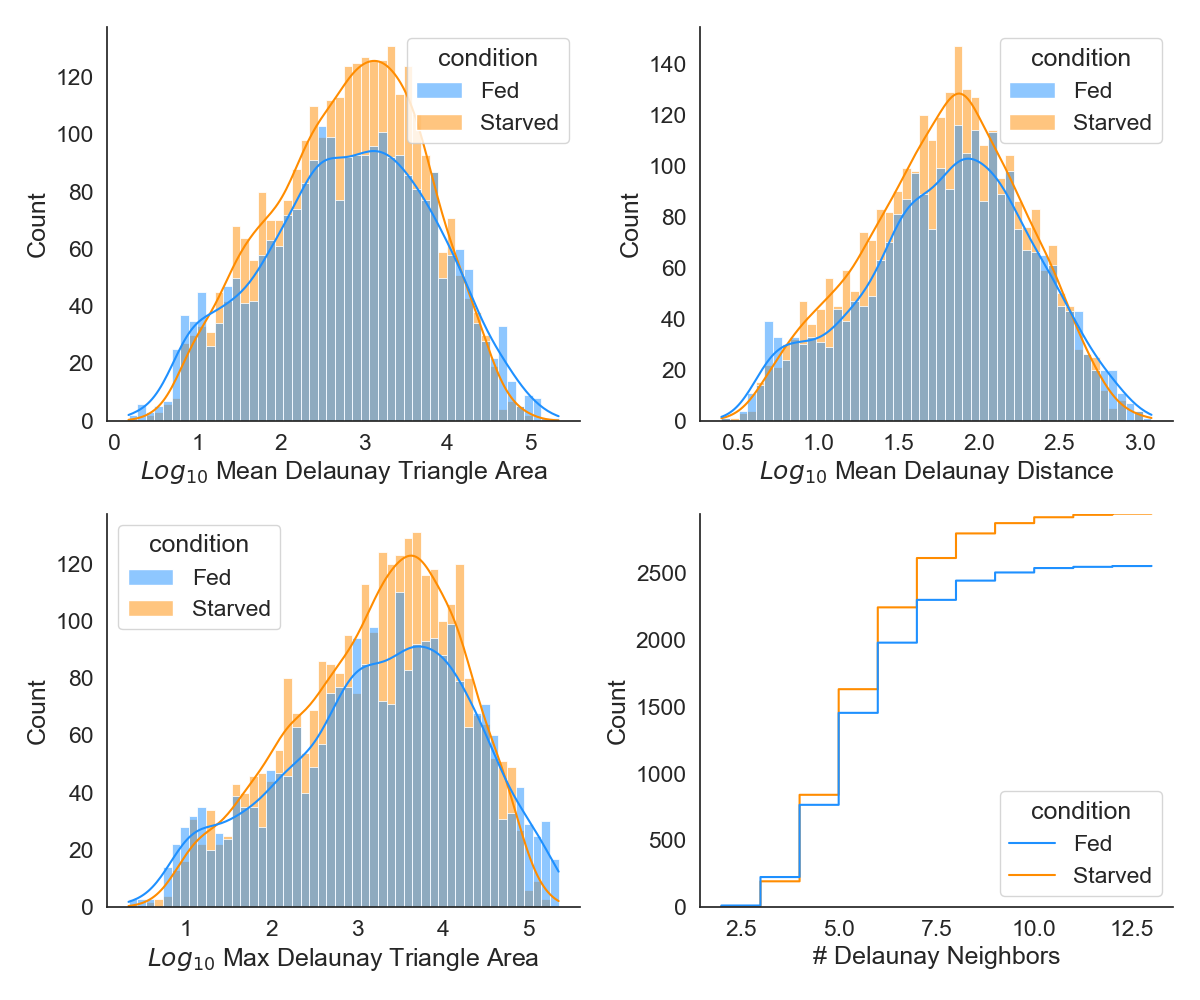 condition
Fed
Starved
Count
0
20
40
60
80
100
120
0
1
2
3
4
5
Log10 Mean Delaunay Triangle Area
condition
Fed
Starved
Count
0
20
40
60
80
100
120
140
0.5
1.0
1.5
2.0
2.5
3.0
Log10 Mean Delaunay Distance
condition
Fed
Starved
Count
0
20
40
60
80
100
120
1
2
3
4
5
Log10 Max Delaunay Triangle Area
condition
Fed
Starved
Count
0
500
1000
1500
2000
2500
2.5
5.0
7.5
10.0
12.5
# Delaunay Neighbors